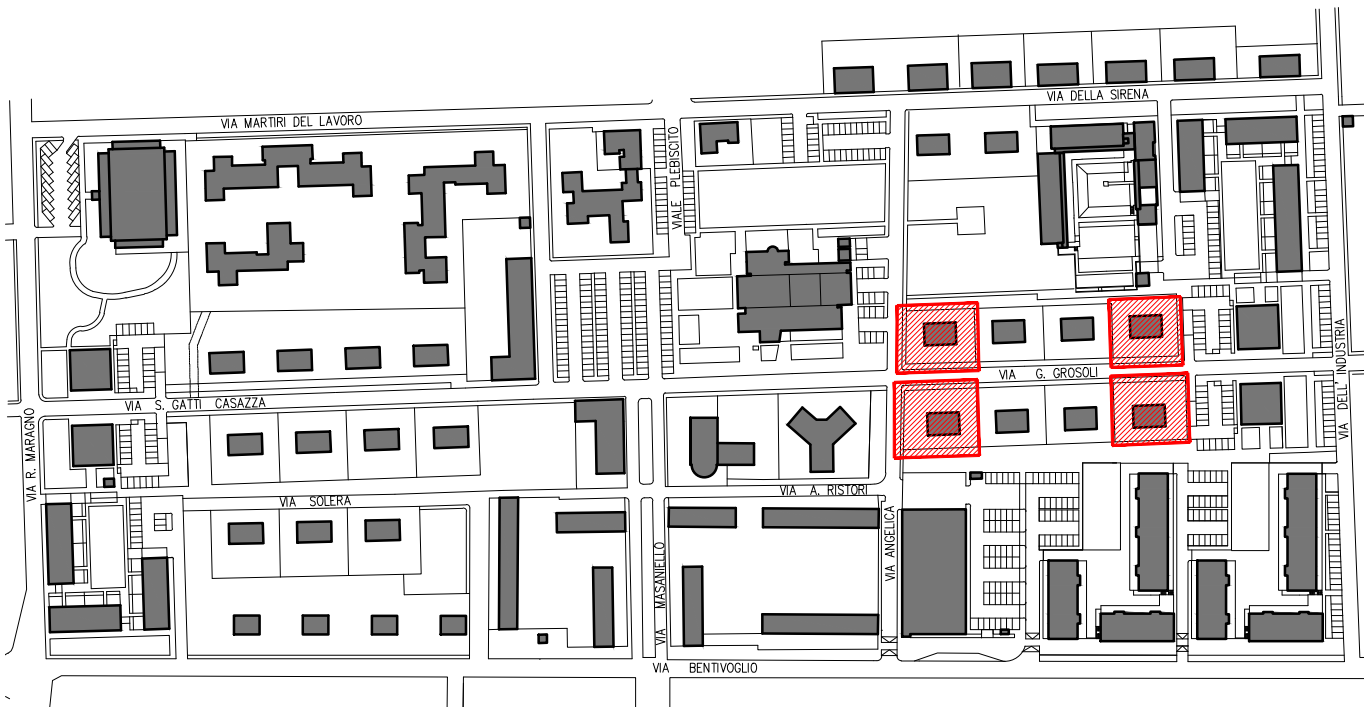 VIA DELLA SIRENA
VIA MARTIRI DEL LAVORO
VIALE PLEBISCITO
VIA G. GROSOLI
VIA DELL' INDUSTRIA
VIA S. GATTI CASAZZA
VIA R. MARAGNO
VIA A. RISTORI
VIA SOLERA
VIA ANGELICA
VIA MASANIELLO
VIA BENTIVOGLIO